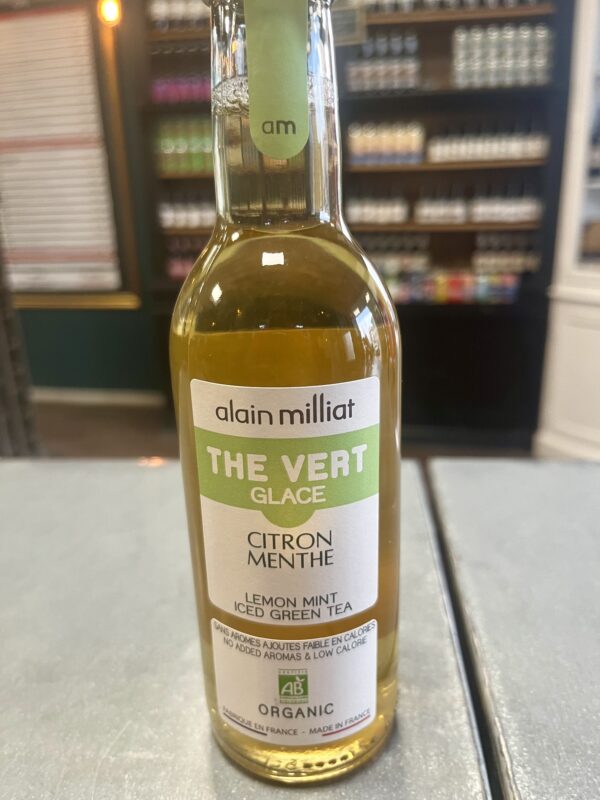 am
alain milliat
THE VERT
GLACE
CITRON
MENTHE
LEMON MINT
ICED GREEN TEA
SANS AROMES AJOUTES FAIBLE EN CALORIES
NO ADDED AROMAS & LOW CALORIE
AB
ORGANIC
FABRIQUE EN FRANCE - MADE IN FRANCE